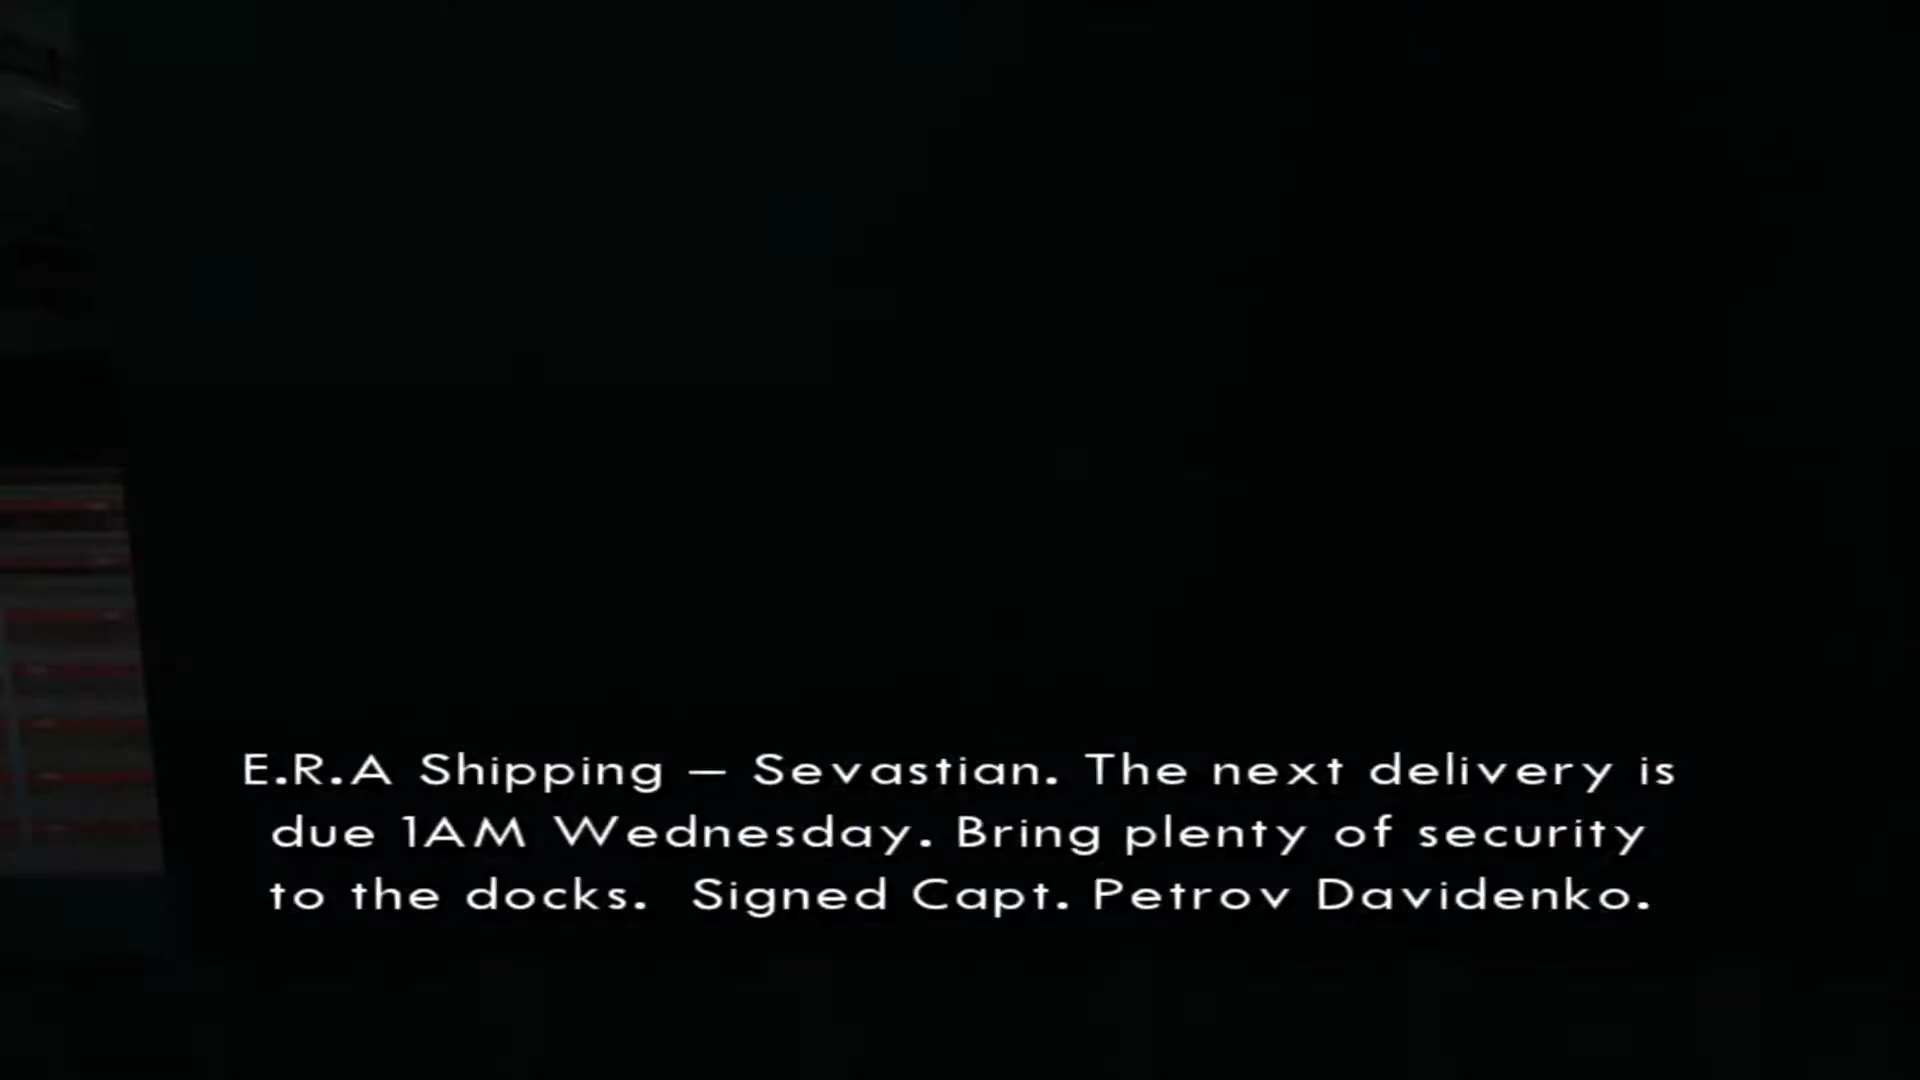 E.R.A Shipping – Sevastian. The next delivery is
due 1AM Wednesday. Bring plenty of security
to the docks.  Signed Capt. Petrov Davidenko.